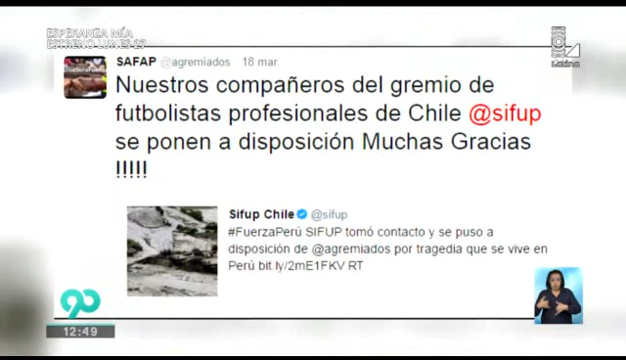 ESPERANZA MÍA
ESTRENO LUNES 27
Latina
SAFAP @agremiados 18 mar
Nuestros compañeros del gremio de
futbolistas profesionales de Chile @sifup
se ponen a disposición Muchas Gracias
!!!!!
Sifup Chile @sifup
#FuerzaPerú SIFUP tomó contacto y se puso a
disposición de @agremiados por tragedia que se vive en
Perú bit.ly/2mE1FKV RT
90
12:49